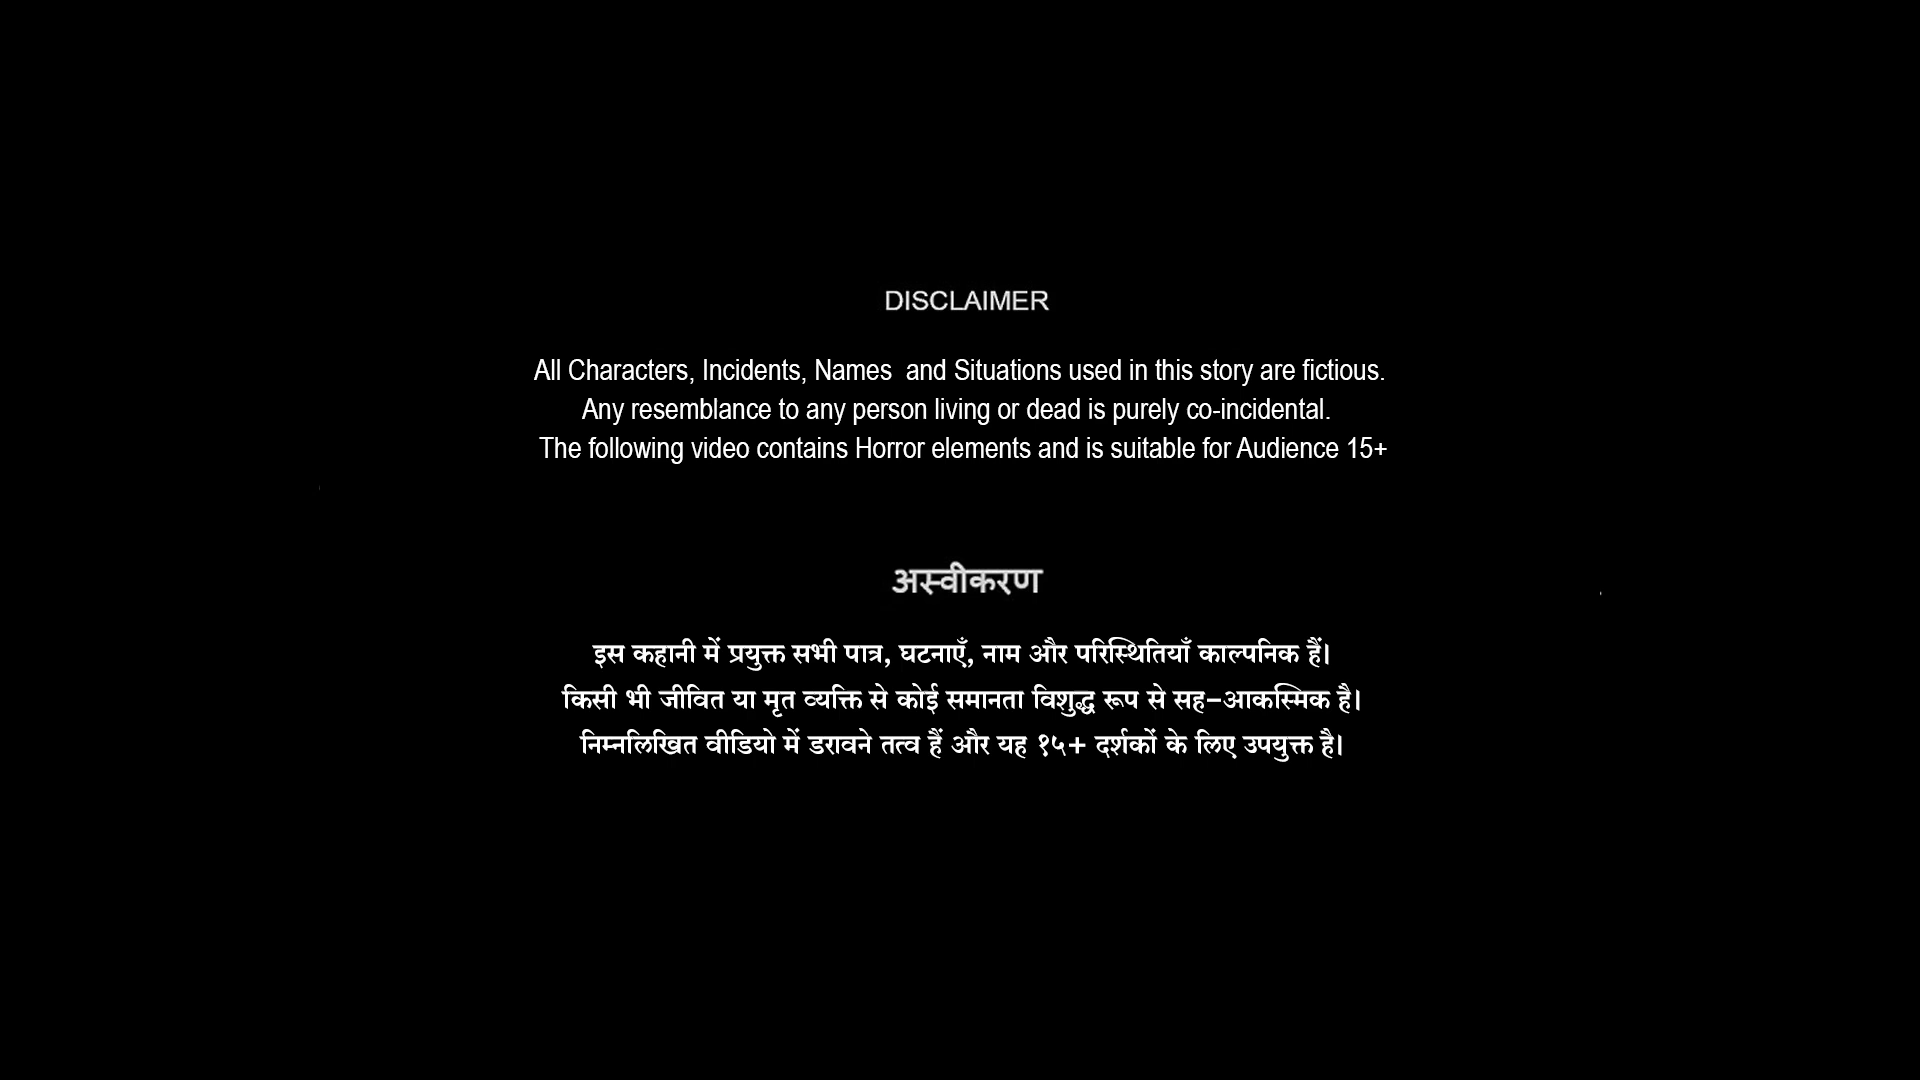 DISCLAIMER
All Characters, Incidents, Names  and Situations used in this story are fictious.
Any resemblance to any person living or dead is purely co-incidental.
The following video contains Horror elements and is suitable for Audience 15+
अस्वीकरण
इस कहानी में प्रयुक्त सभी पात्र, घटनाएँ, नाम और परिस्थितियाँ काल्पनिक हैं।
किसी भी जीवित या मृत व्यक्ति से कोई समानता विशुद्ध रूप से सह-आकस्मिक है।
निम्नलिखित वीडियो में डरावने तत्व हैं और यह १५+ दर्शकों के लिए उपयुक्त है।